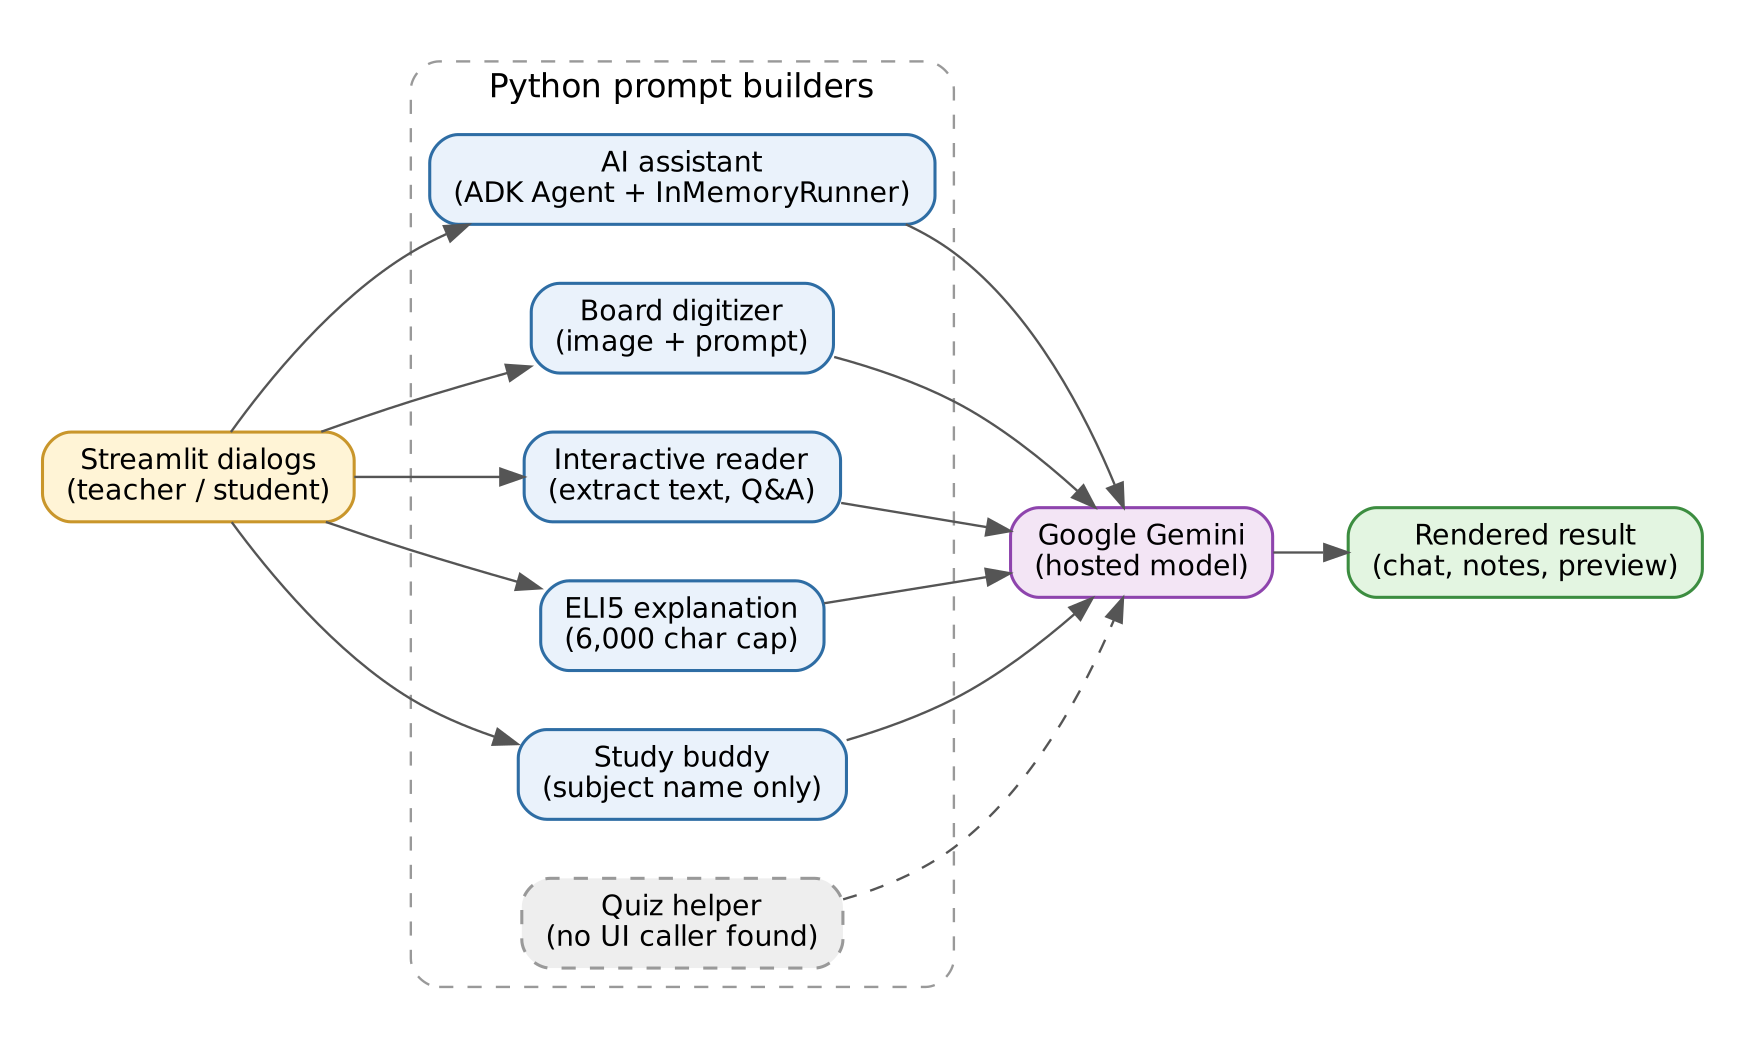 Python prompt builders
AI assistant
(ADK Agent + InMemoryRunner)
Board digitizer
(image + prompt)
Streamlit dialogs
(teacher / student)
Interactive reader
(extract text, Q&A)
Google Gemini
(hosted model)
Rendered result
(chat, notes, preview)
ELI5 explanation
(6,000 char cap)
Study buddy
(subject name only)
Quiz helper
(no UI caller found)